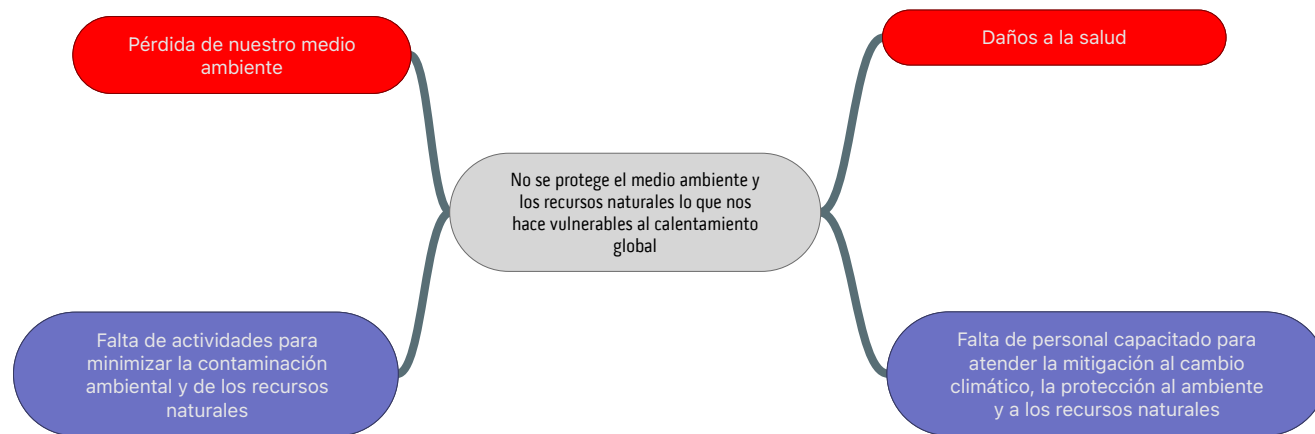 Pérdida de nuestro medio
ambiente
Daños a la salud
No se protege el medio ambiente y
los recursos naturales lo que nos
hace vulnerables al calentamiento
global
Falta de actividades para
minimizar la contaminación
ambiental y de los recursos
naturales
Falta de personal capacitado para
atender la mitigación al cambio
climático, la protección al ambiente
y a los recursos naturales